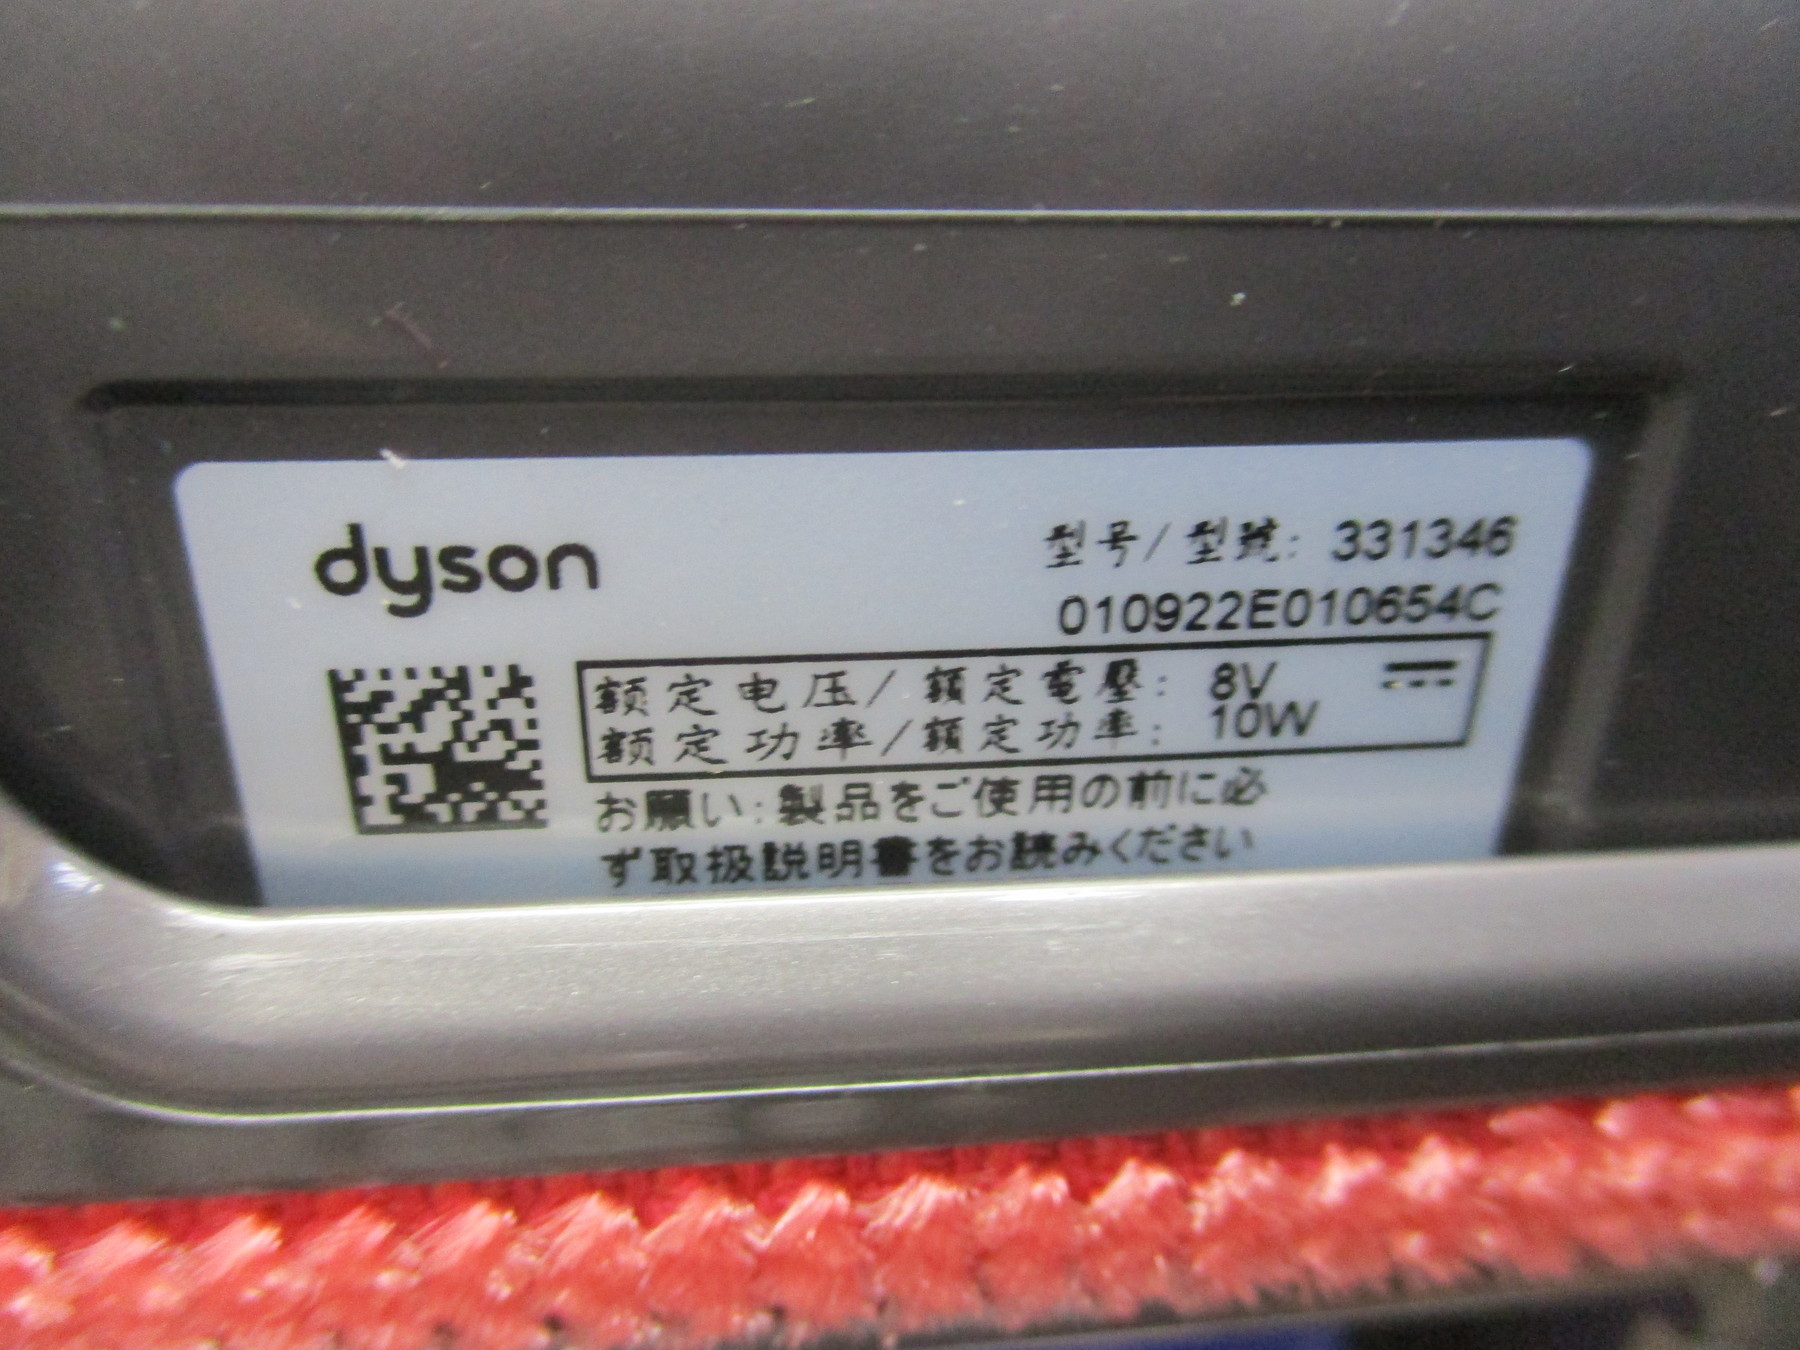 dyson
型号/型號: 331346
010922E010654C
额定电压/額定電壓: 8V
额定功率/額定功率: 10W
お願い:製品をご使用の前に必
ず取扱説明書をお読みください